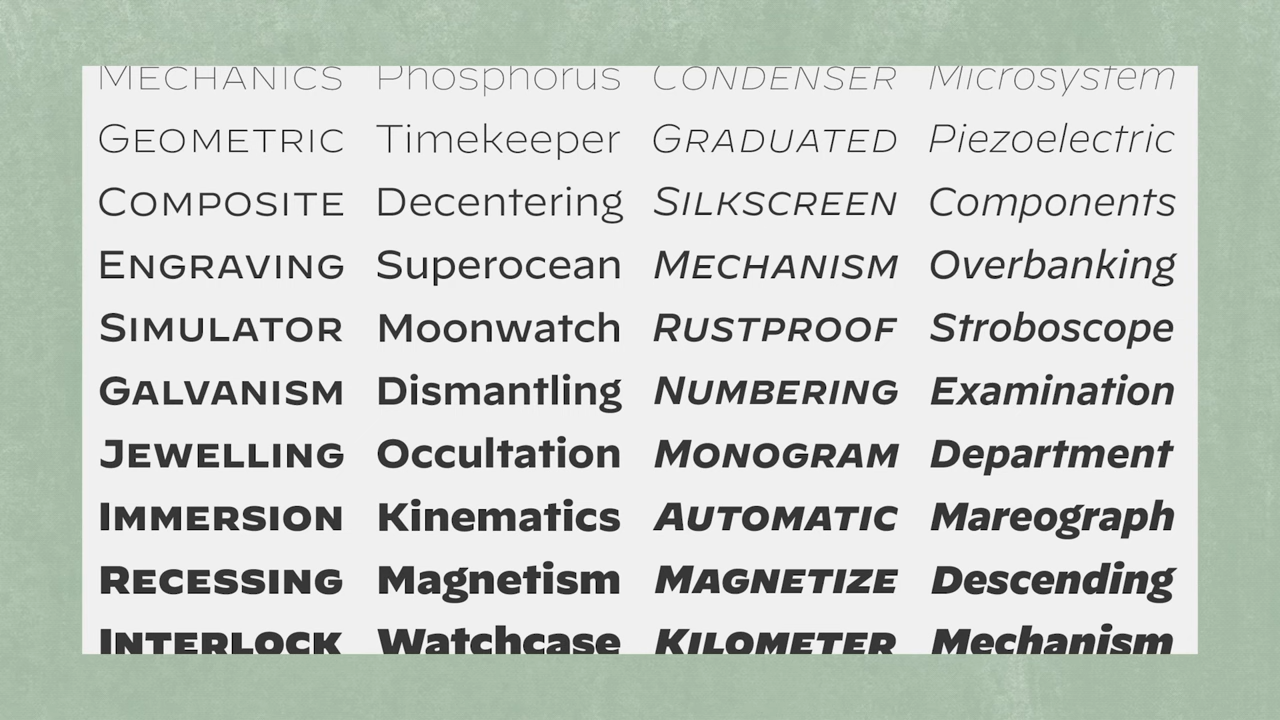 MECHANICS Phosphorus CONDENSER Microsystem
GEOMETRIC Timekeeper GRADUATED Piezoelectric
COMPOSITE Decentering SILKSCREEN Components
ENGRAVING Superocean MECHANISM Overbanking
SIMULATOR Moonwatch RUSTPROOF Stroboscope
GALVANISM Dismantling NUMBERING Examination
JEWELLING Occultation MONOGRAM Department
IMMERSION Kinematics AUTOMATIC Mareograph
RECESSING Magnetism MAGNETIZE Descending
INTERLOCK Watchcase KILOMETER Mechanism